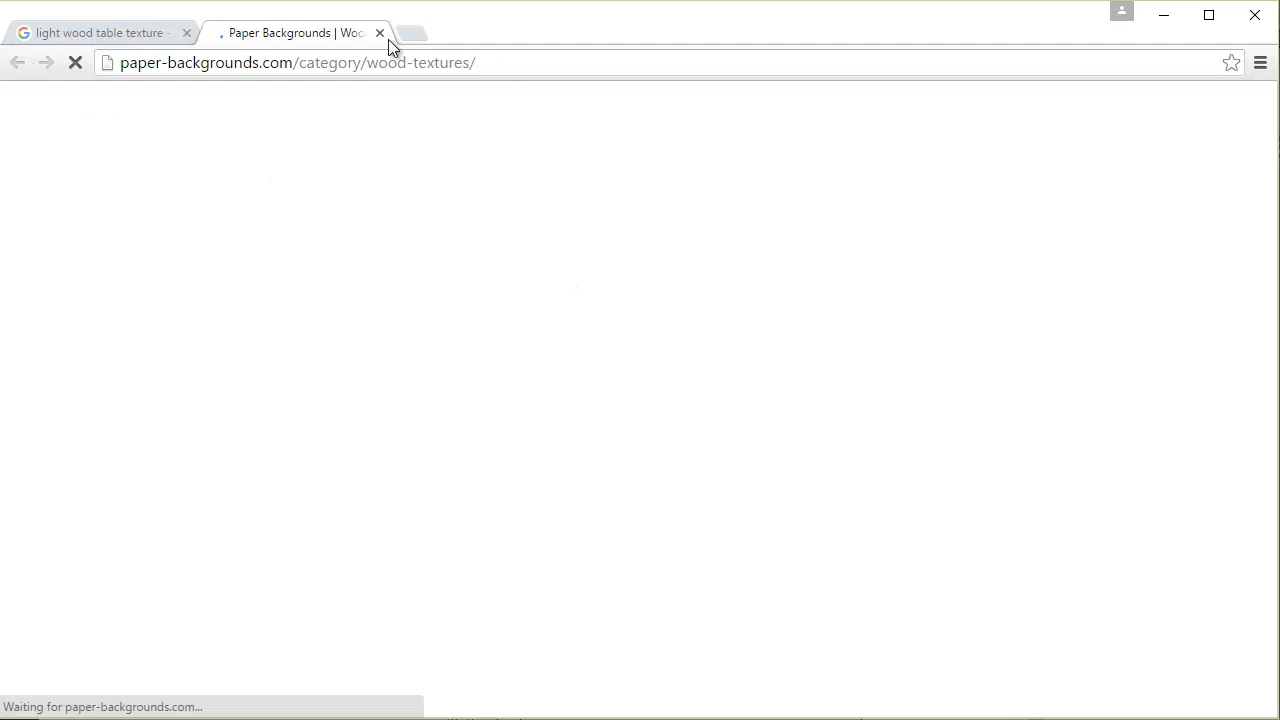 light wood table texture
Paper Backgrounds | Woo
paper-backgrounds.com/category/wood-textures/
Waiting for paper-backgrounds.com...